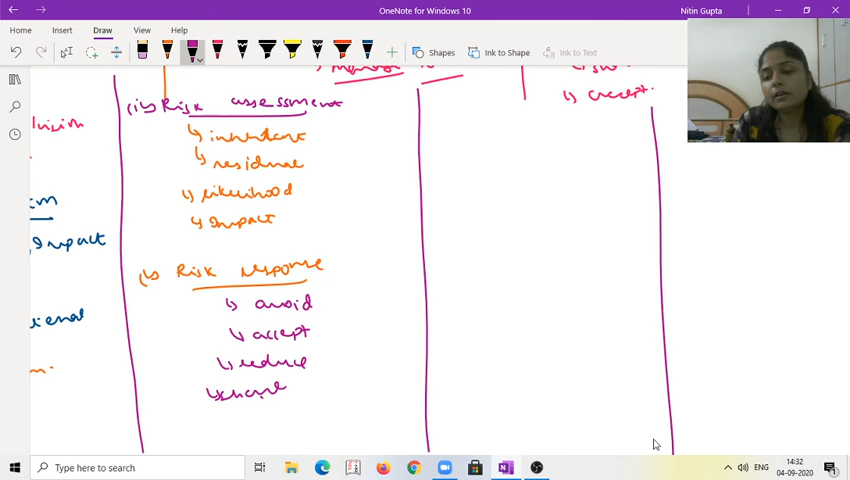 OneNote for Windows 10
Nitin Gupta
Home Insert Draw View Help
Shapes
Ink to Shape
Ink to Text
accept.
Risk assessment
inherent
residual
likelihood
Impact
Impact
Risk response
avoid
accept
reduce
share
Type here to search
ENG
14:32
04-09-2020